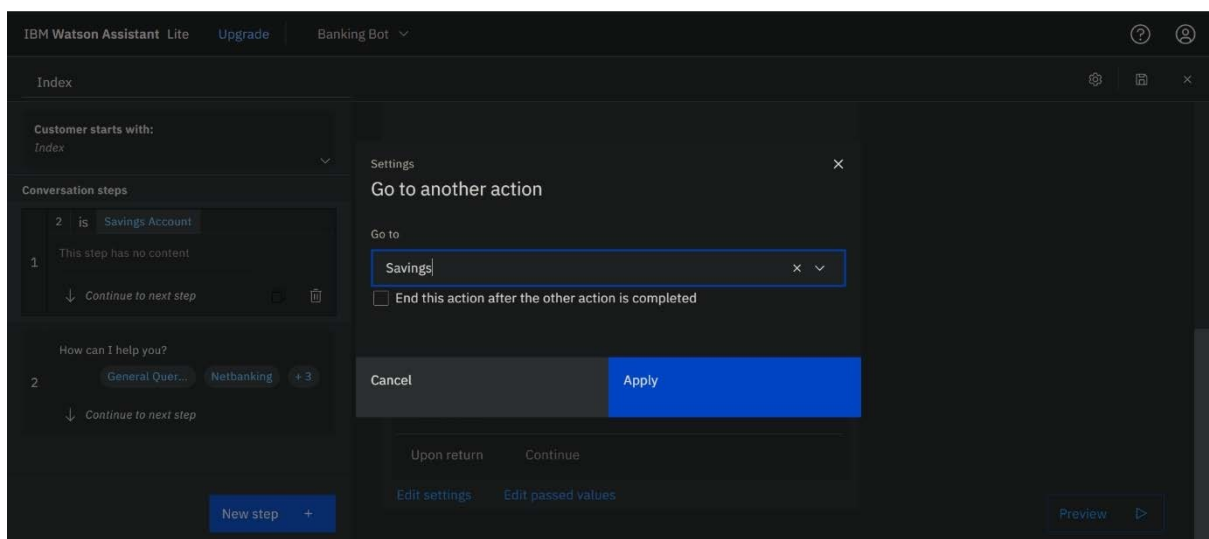 IBM Watson Assistant Lite Upgrade Banking Bot
Index
Customer starts with:
Index
Conversation steps
2 is Savings Account
1 This step has no content
Continue to next step
How can I help you?
2 General Quer... Netbanking + 3
Continue to next step
New step +
Settings
Go to another action
Go to
Savings
End this action after the other action is completed
Cancel Apply
Upon return Continue
Edit settings Edit passed values
Preview